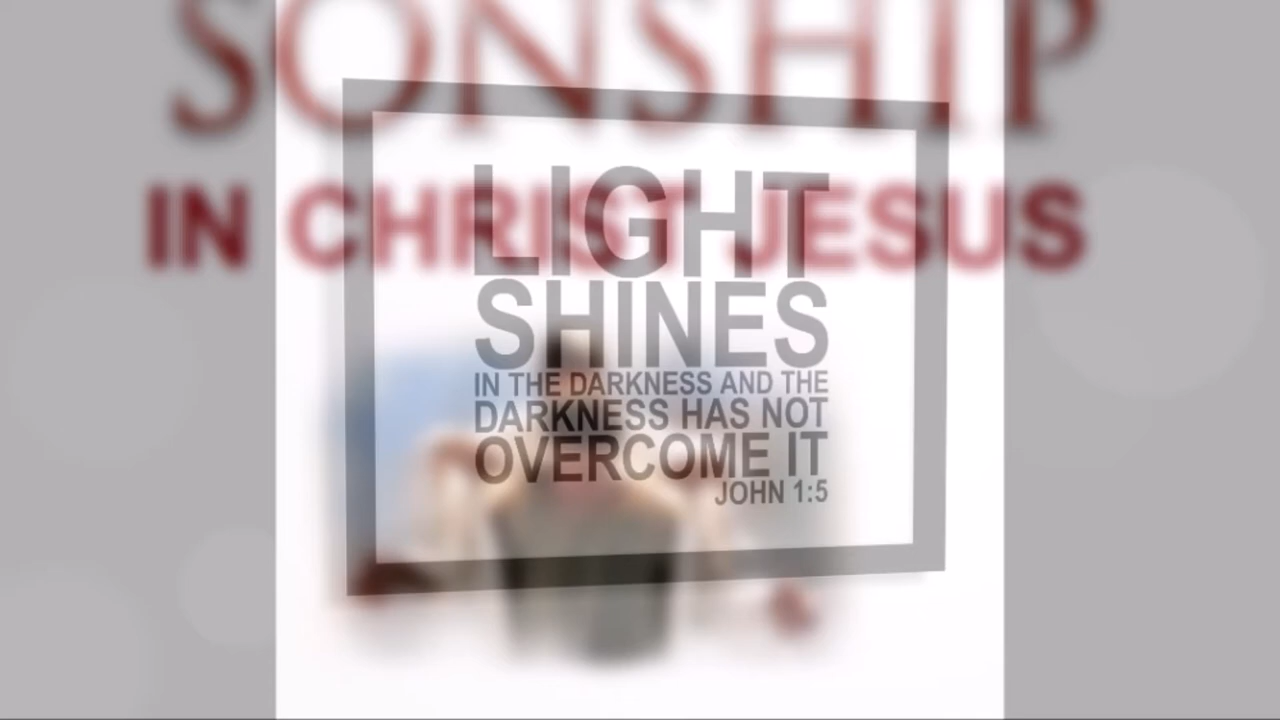 SONSHIP
IN CHRIST JESUS
LIGHT
SHINES
IN THE DARKNESS AND THE
DARKNESS HAS NOT
OVERCOME IT
JOHN 1:5